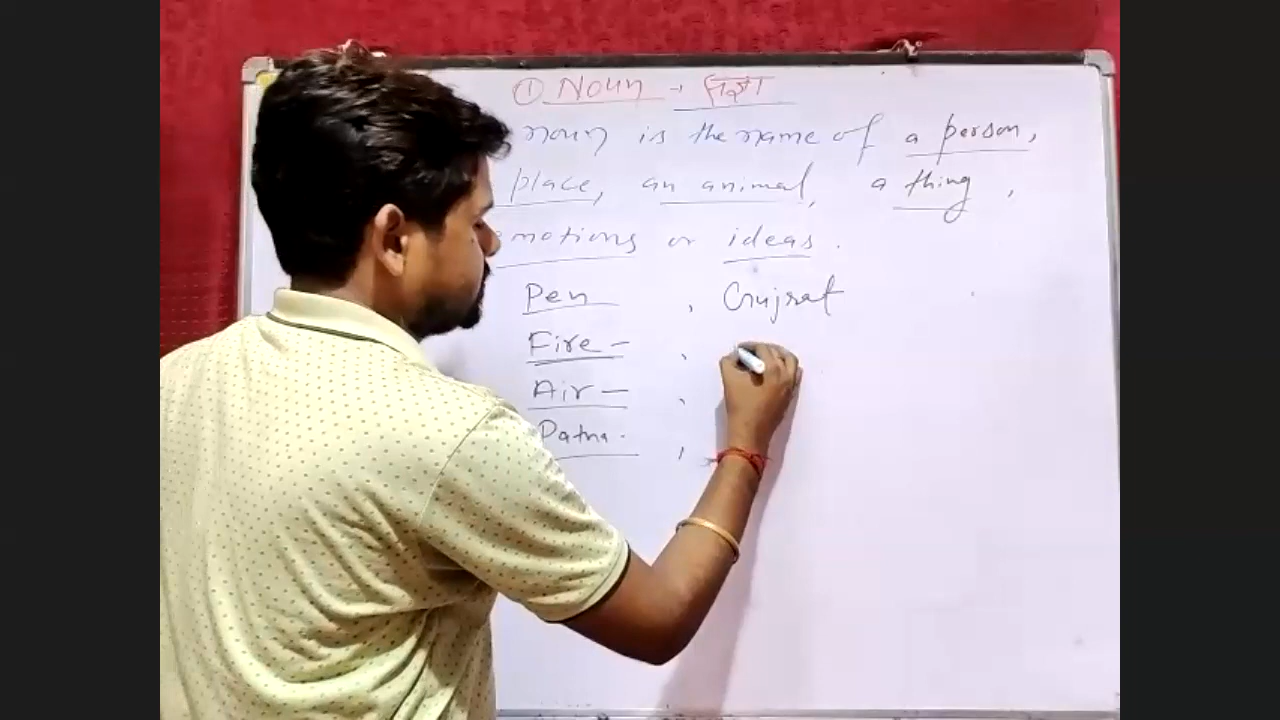 ① Noun → संज्ञा
noun is the name of a person,
place, an animal, a thing,
motions or ideas.
Pen , Gujrat
Fire – ,
Air – ,
Patna. ,